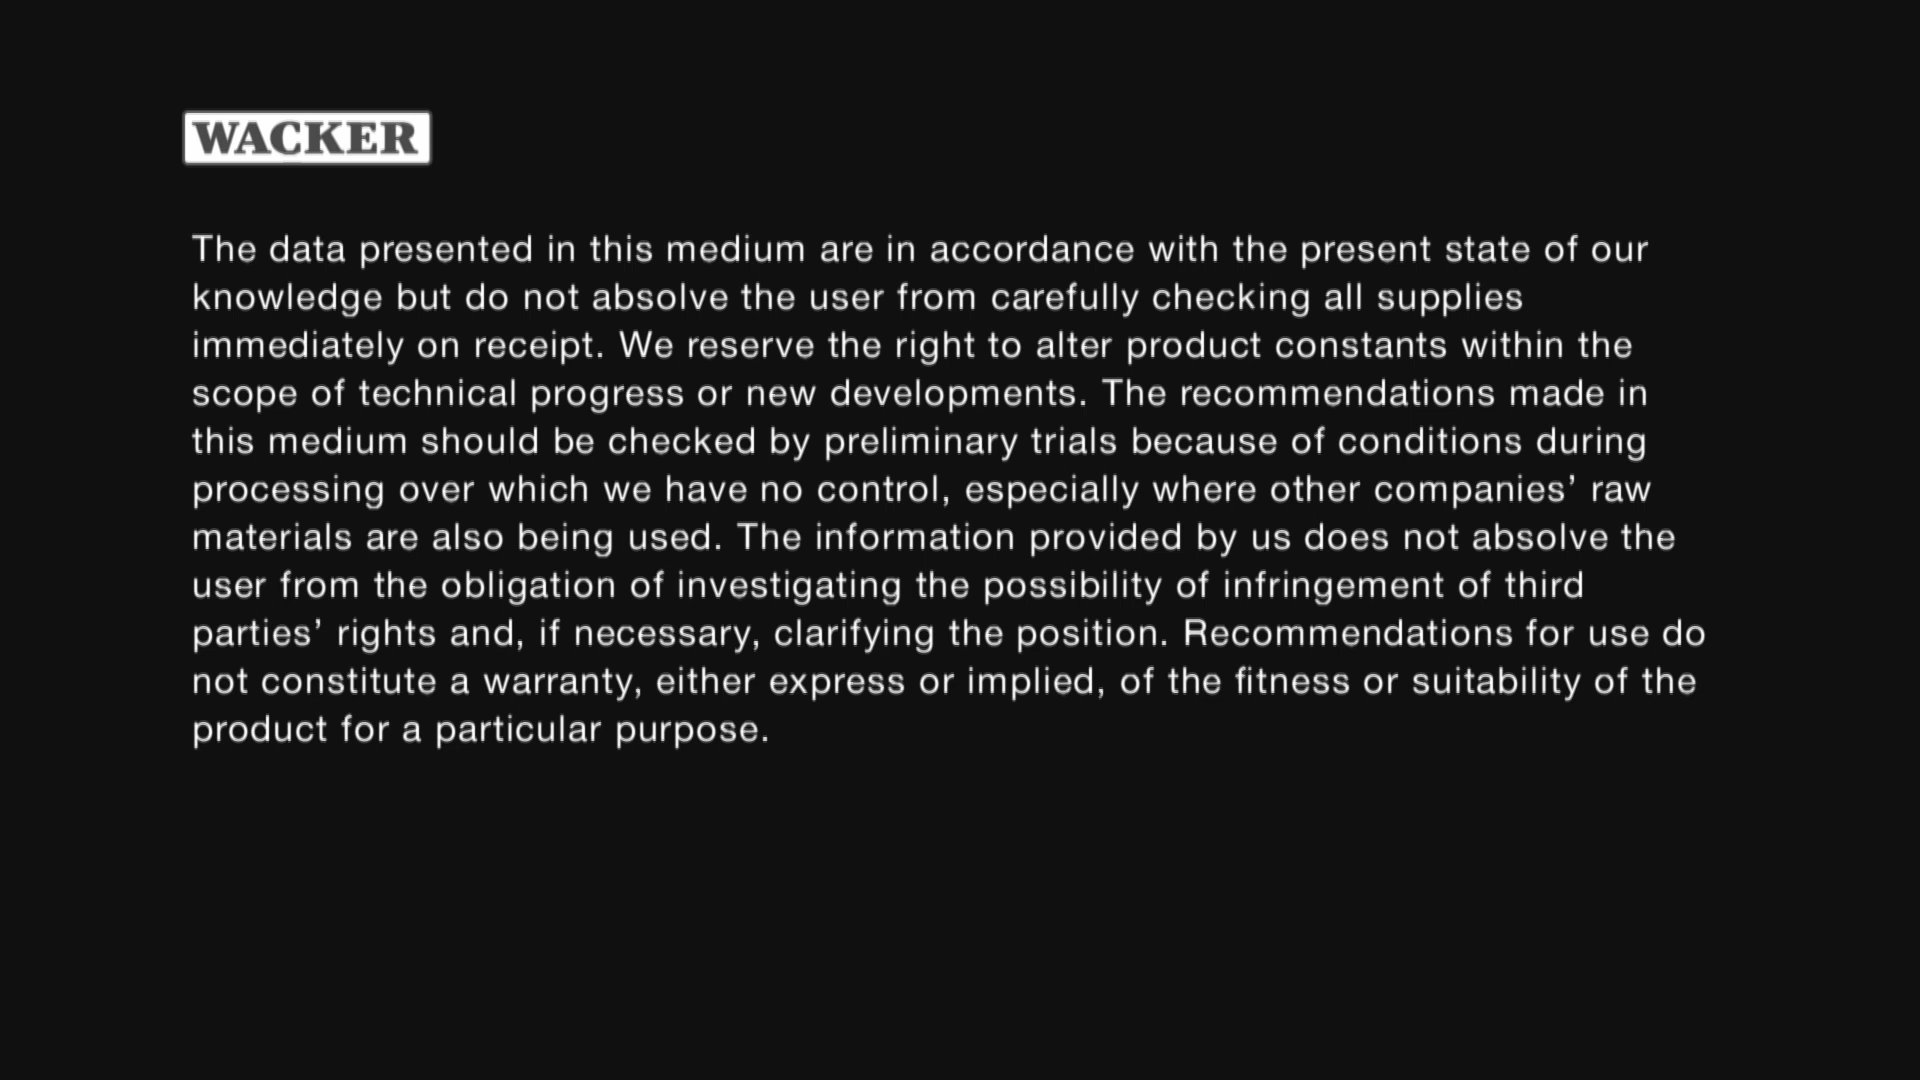 WACKER
The data presented in this medium are in accordance with the present state of our
knowledge but do not absolve the user from carefully checking all supplies
immediately on receipt. We reserve the right to alter product constants within the
scope of technical progress or new developments. The recommendations made in
this medium should be checked by preliminary trials because of conditions during
processing over which we have no control, especially where other companies’ raw
materials are also being used. The information provided by us does not absolve the
user from the obligation of investigating the possibility of infringement of third
parties’ rights and, if necessary, clarifying the position. Recommendations for use do
not constitute a warranty, either express or implied, of the fitness or suitability of the
product for a particular purpose.